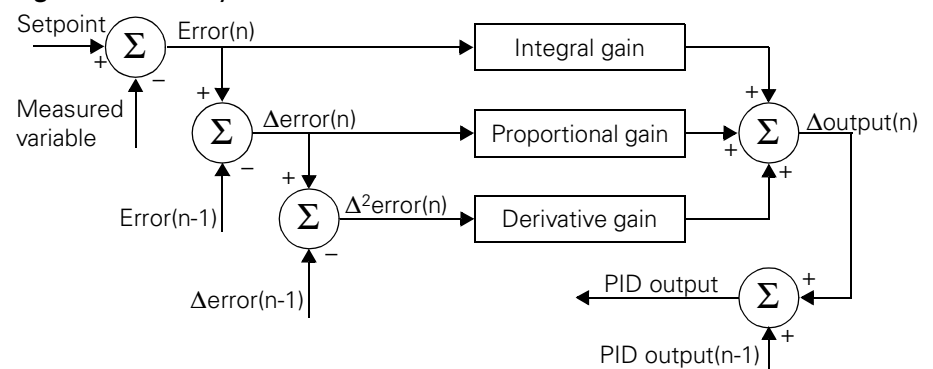 Setpoint
Error(n)
Σ
+
−
Integral gain
Measured
variable
+
+
Σ
Δerror(n)
−
Proportional gain
+
Σ
Δoutput(n)
+
Error(n-1)
+
Σ
Δ²error(n)
−
Derivative gain
Δerror(n-1)
PID output
Σ
+
+
PID output(n-1)